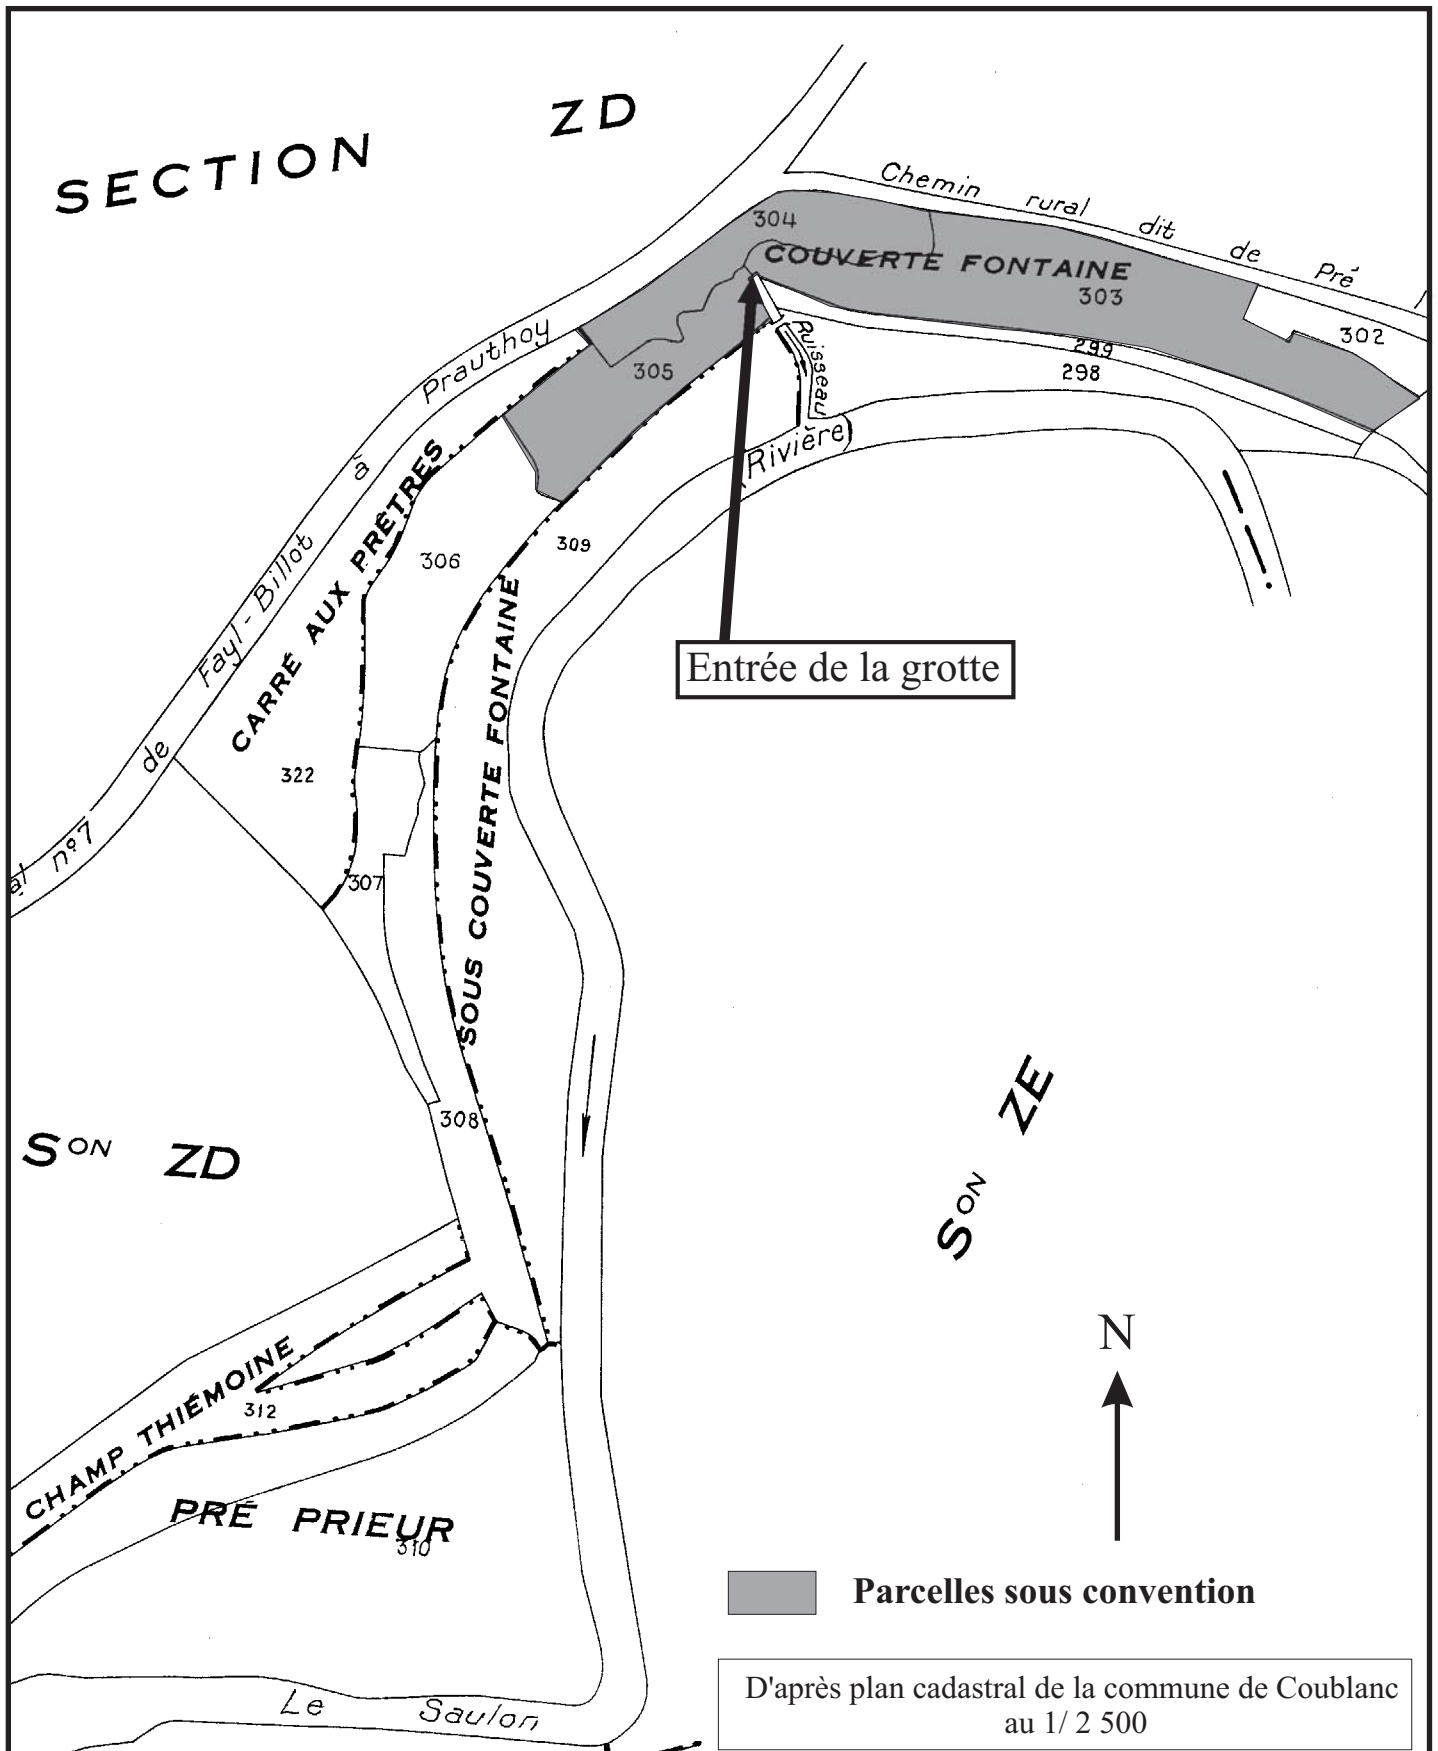 SECTION ZD
Chemin rural dit de Pré
304
COUVERTE FONTAINE
303
302
299
298
305
Ruisseau
Rivière
al n°7 de Fayl-Billot à Prauthoy
CARRÉ AUX PRÊTRES
306
309
SOUS COUVERTE FONTAINE
Entrée de la grotte
322
307
308
SON ZD
SON ZE
N
CHAMP THIÉMOINE
312
PRÉ PRIEUR
310
Parcelles sous convention
Le Saulon
D'après plan cadastral de la commune de Coublanc
au 1/ 2 500